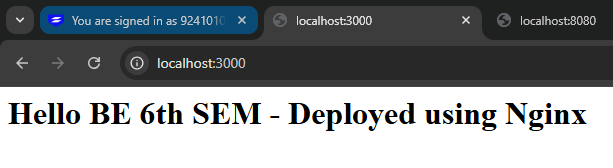 You are signed in as 9241010
localhost:3000
localhost:8080
localhost:3000
Hello BE 6th SEM - Deployed using Nginx